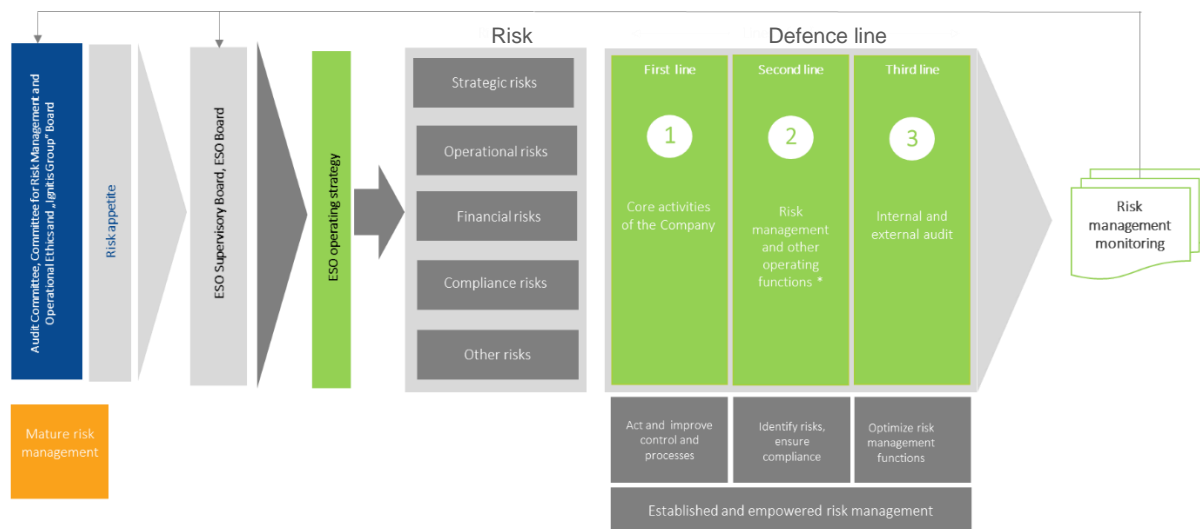 Risk
Defence line
Audit Committee, Committee for Risk Management and
Operational Ethics and „Ignitis Group” Board
Risk appetite
ESO Supervisory Board, ESO Board
ESO operating strategy
Strategic risks
Operational risks
Financial risks
Compliance risks
Other risks
First line
1
Core activities
of the Company
Second line
2
Risk
management
and other
operating
functions *
Third line
3
Internal and
external audit
Risk
management
monitoring
Mature risk
management
Act and improve
control and
processes
Identify risks,
ensure
compliance
Optimize risk
management
functions
Established and empowered risk management